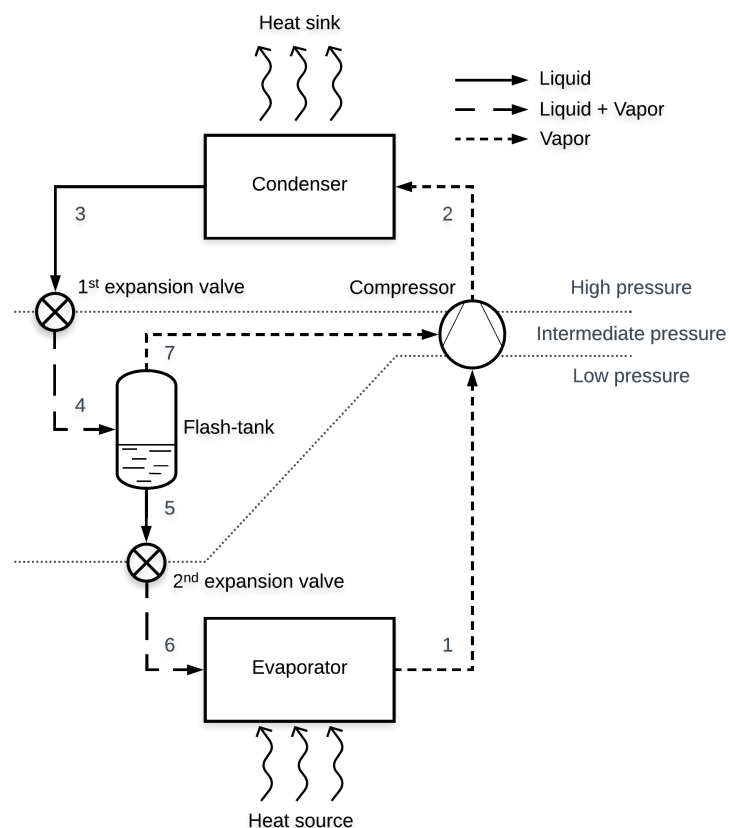 Heat sink
Liquid
Liquid + Vapor
Vapor
Condenser
3
2
1st expansion valve
Compressor
High pressure
Intermediate pressure
7
Low pressure
4
Flash-tank
5
2nd expansion valve
6
1
Evaporator
Heat source